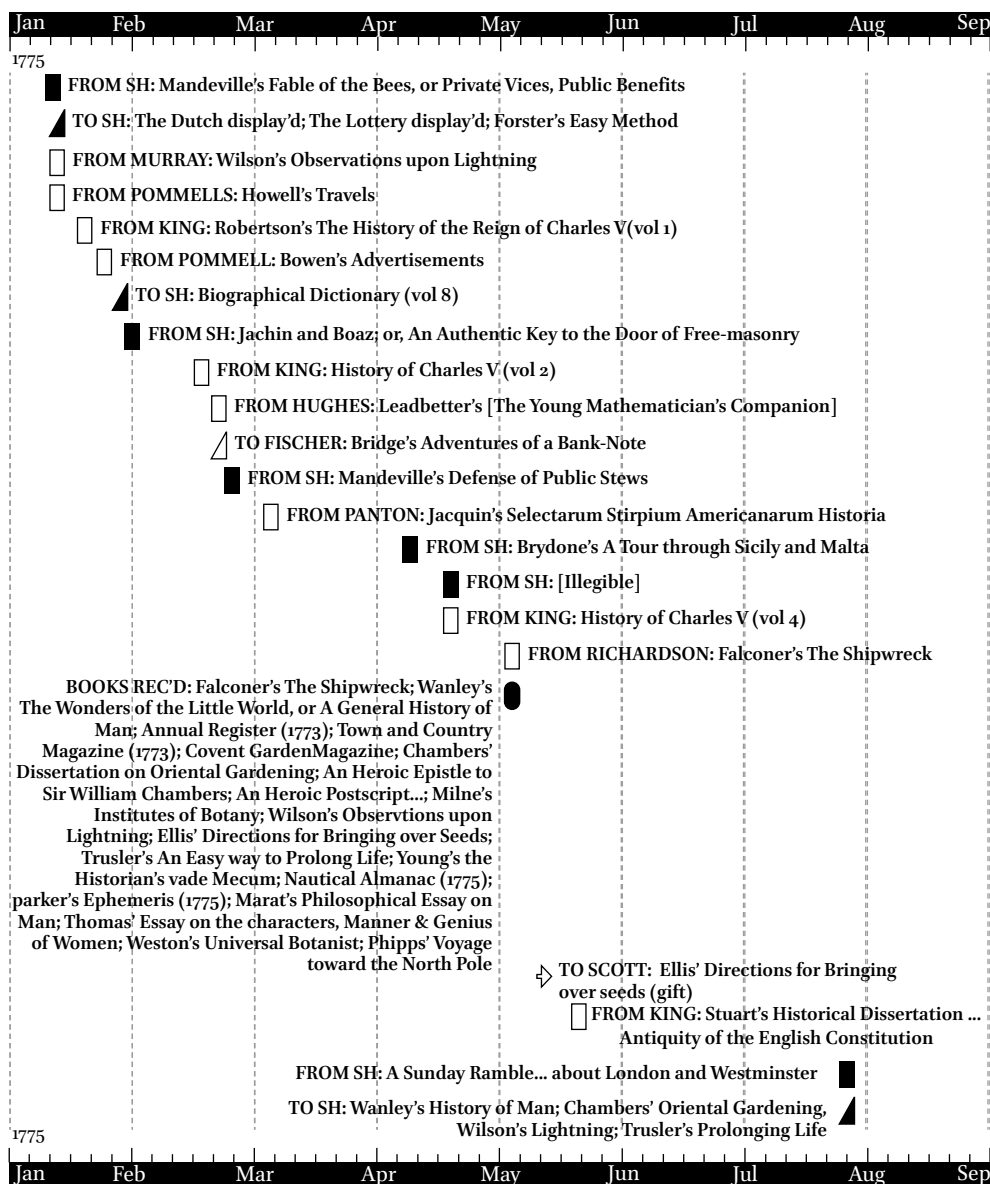 Jan Feb Mar Apr May Jun Jul Aug Sep
1775
FROM SH: Mandeville's Fable of the Bees, or Private Vices, Public Benefits
TO SH: The Dutch display'd; The Lottery display'd; Forster's Easy Method
FROM MURRAY: Wilson's Observations upon Lightning
FROM POMMELLS: Howell's Travels
FROM KING: Robertson's The History of the Reign of Charles V(vol 1)
FROM POMMELL: Bowen's Advertisements
TO SH: Biographical Dictionary (vol 8)
FROM SH: Jachin and Boaz; or, An Authentic Key to the Door of Free-masonry
FROM KING: History of Charles V (vol 2)
FROM HUGHES: Leadbetter's [The Young Mathematician's Companion]
TO FISCHER: Bridge's Adventures of a Bank-Note
FROM SH: Mandeville's Defense of Public Stews
FROM PANTON: Jacquin's Selectarum Stirpium Americanarum Historia
FROM SH: Brydone's A Tour through Sicily and Malta
FROM SH: [Illegible]
FROM KING: History of Charles V (vol 4)
FROM RICHARDSON: Falconer's The Shipwreck
BOOKS REC'D: Falconer's The Shipwreck; Wanley's
The Wonders of the Little World, or A General History of
Man; Annual Register (1773); Town and Country
Magazine (1773); Covent GardenMagazine; Chambers'
Dissertation on Oriental Gardening; An Heroic Epistle to
Sir William Chambers; An Heroic Postscript...; Milne's
Institutes of Botany; Wilson's Observtions upon
Lightning; Ellis' Directions for Bringing over Seeds;
Trusler's An Easy way to Prolong Life; Young's the
Historian's vade Mecum; Nautical Almanac (1775);
parker's Ephemeris (1775); Marat's Philosophical Essay on
Man; Thomas' Essay on the characters, Manner & Genius
of Women; Weston's Universal Botanist; Phipps' Voyage
toward the North Pole
TO SCOTT: Ellis' Directions for Bringing
over seeds (gift)
FROM KING: Stuart's Historical Dissertation ...
Antiquity of the English Constitution
FROM SH: A Sunday Ramble... about London and Westminster
TO SH: Wanley's History of Man; Chambers' Oriental Gardening,
Wilson's Lightning; Trusler's Prolonging Life
1775
Jan Feb Mar Apr May Jun Jul Aug Sep